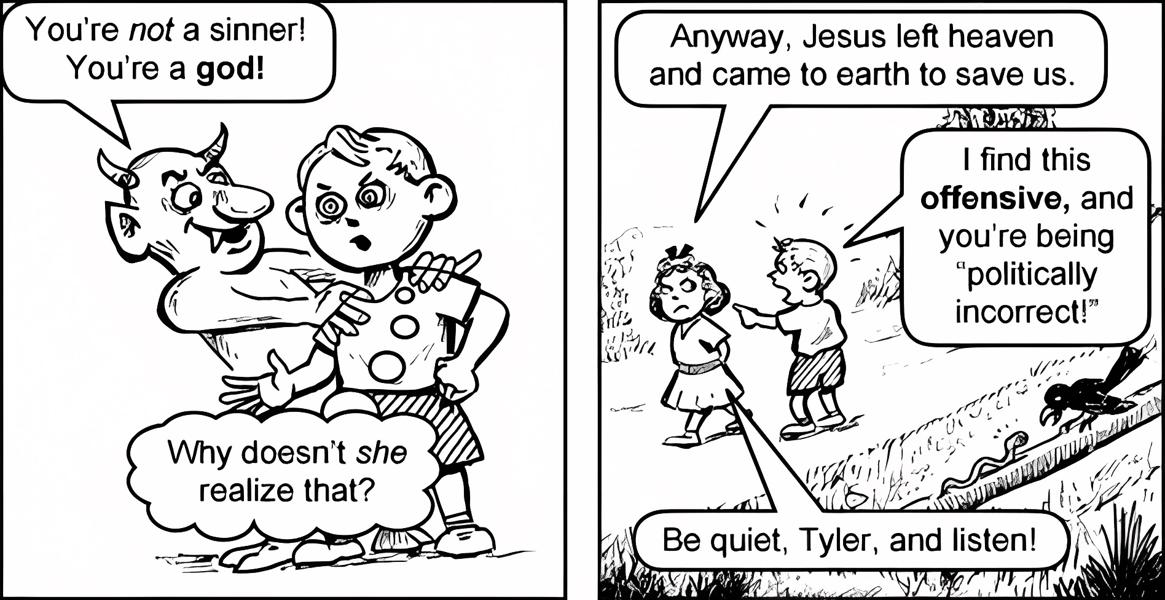 You're not a sinner!
You're a god!
Why doesn't she
realize that?
Anyway, Jesus left heaven
and came to earth to save us.
I find this
offensive, and
you're being
"politically
incorrect!"
Be quiet, Tyler, and listen!